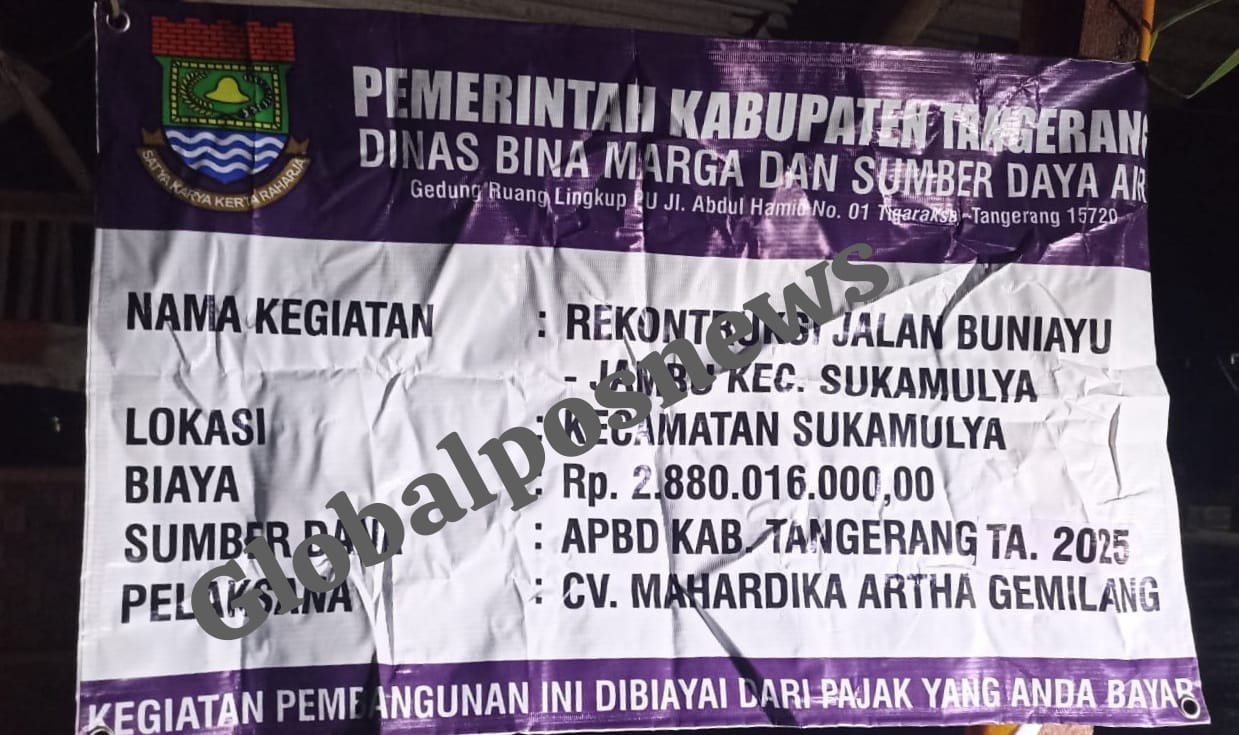 PEMERINTAH KABUPATEN TANGERANG
DINAS BINA MARGA DAN SUMBER DAYA AIR
Gedung Ruang Lingkup PU Jl. Abdul Hamid No. 01 Tigaraksa -Tangerang 15720
SATYA KARYA KERTA RAHARJA
NAMA KEGIATAN : REKONTRUKSI JALAN BUNIAYU
- JAMBU KEC. SUKAMULYA
LOKASI : KECAMATAN SUKAMULYA
BIAYA : Rp. 2.880.016.000,00
SUMBER DANA : APBD KAB. TANGERANG TA. 2025
PELAKSANA : CV. MAHARDIKA ARTHA GEMILANG
KEGIATAN PEMBANGUNAN INI DIBIAYAI DARI PAJAK YANG ANDA BAYAR
Globalposnews